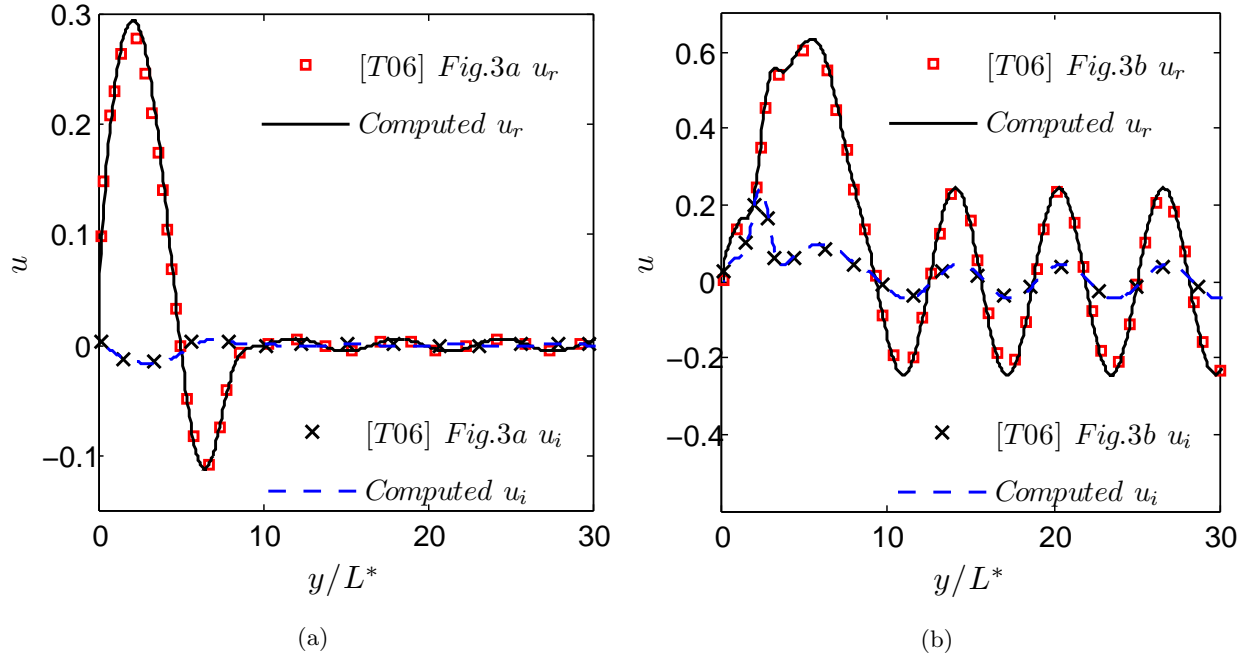 0.3
0.2
0.1
0
−0.1
u
[T06] Fig.3a u_r
Computed u_r
[T06] Fig.3a u_i
Computed u_i
0 10 20 30
y/L*
(a)
0.6
0.4
0.2
0
−0.2
−0.4
u
[T06] Fig.3b u_r
Computed u_r
[T06] Fig.3b u_i
Computed u_i
0 10 20 30
y/L*
(b)